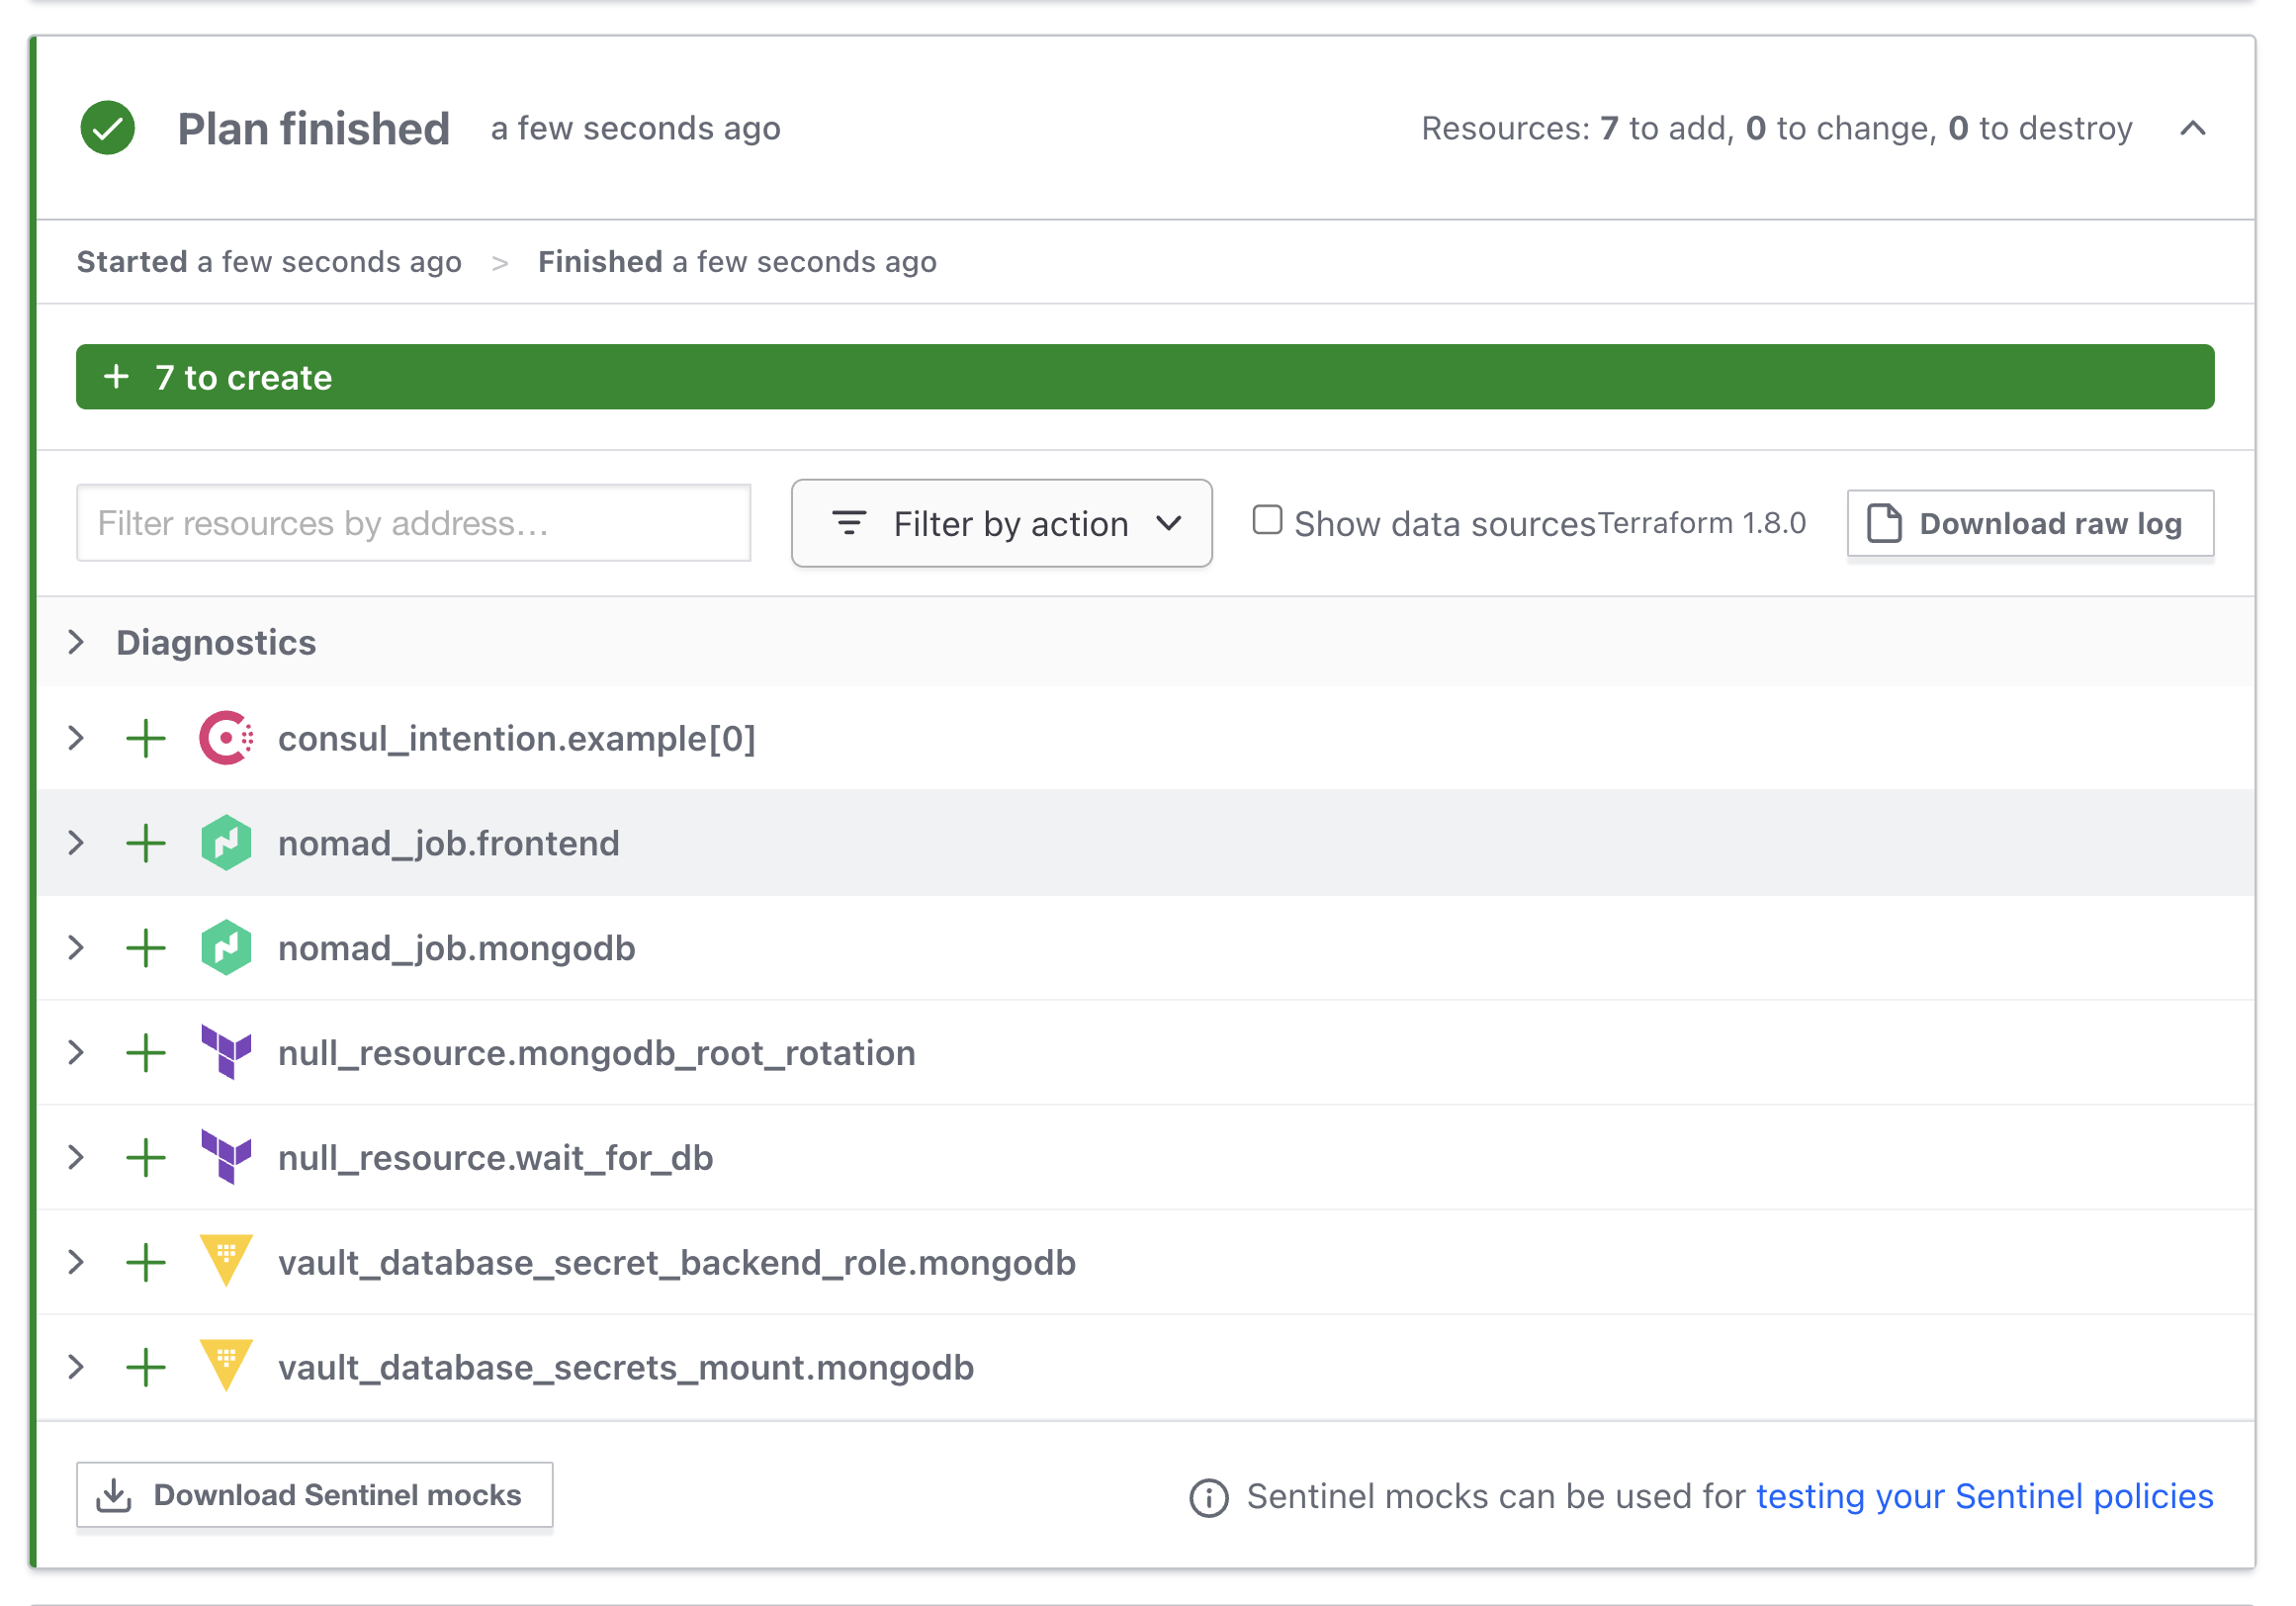 Plan finished a few seconds ago Resources: 7 to add, 0 to change, 0 to destroy
Started a few seconds ago > Finished a few seconds ago
+ 7 to create
Filter resources by address… Filter by action Show data sources Terraform 1.8.0 Download raw log
Diagnostics
consul_intention.example[0]
nomad_job.frontend
nomad_job.mongodb
null_resource.mongodb_root_rotation
null_resource.wait_for_db
vault_database_secret_backend_role.mongodb
vault_database_secrets_mount.mongodb
Download Sentinel mocks Sentinel mocks can be used for testing your Sentinel policies